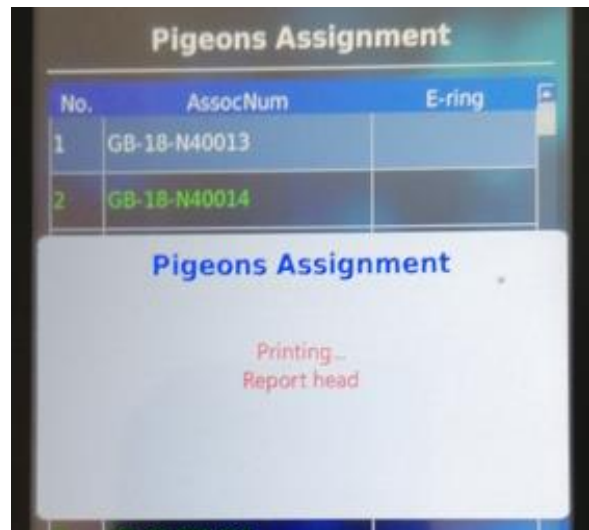 Pigeons Assignment
No. AssocNum E-ring
1 GB-18-N40013
2 GB-18-N40014
Pigeons Assignment
Printing...
Report head